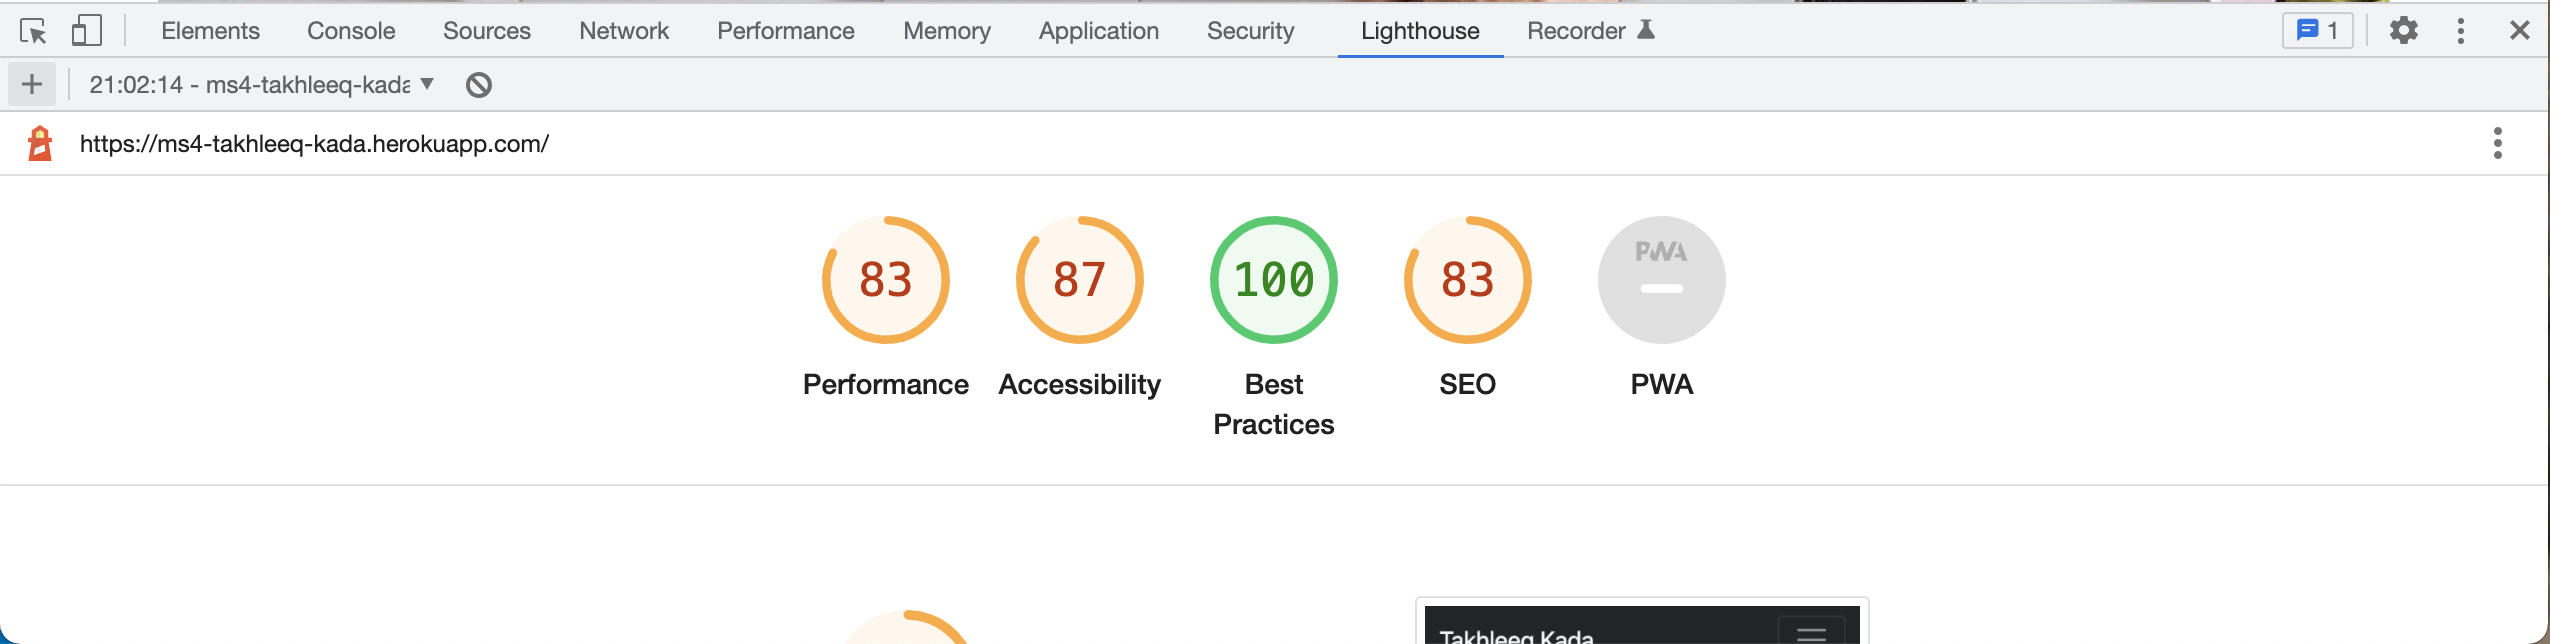 Elements Console Sources Network Performance Memory Application Security Lighthouse Recorder 1
21:02:14 - ms4-takhleeq-kada
https://ms4-takhleeq-kada.herokuapp.com/
83 87 100 83 PWA
Performance Accessibility Best Practices SEO PWA
Takhleeq Kada